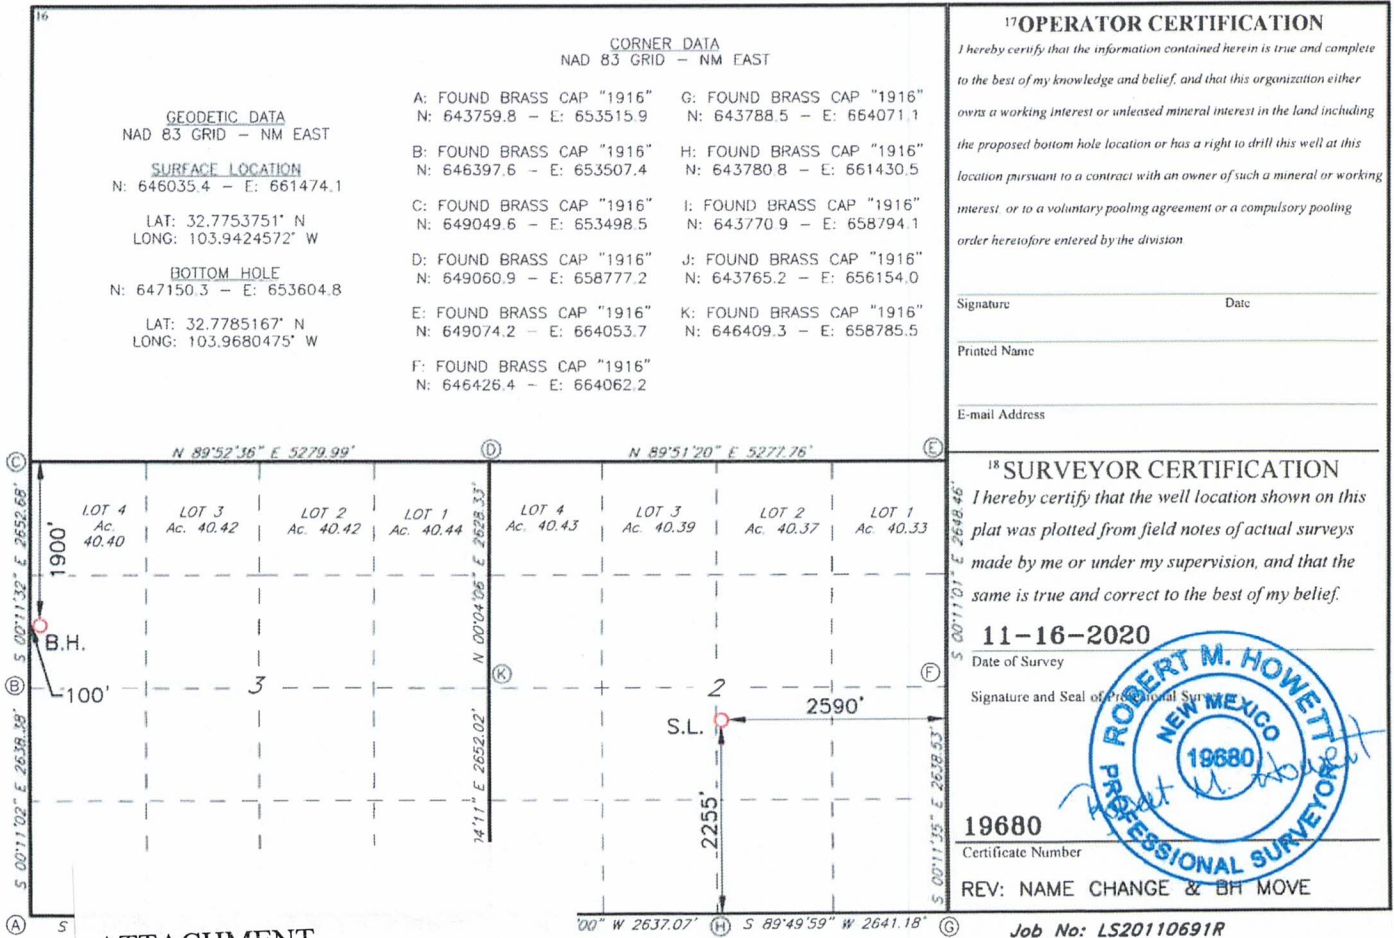 16
GEODETIC DATA
NAD 83 GRID – NM EAST
SURFACE LOCATION
N: 646035.4 – E: 661474.1
LAT: 32.7753751° N
LONG: 103.9424572° W
BOTTOM HOLE
N: 647150.3 – E: 653604.8
LAT: 32.7785167° N
LONG: 103.9680475° W
CORNER DATA
NAD 83 GRID – NM EAST
A: FOUND BRASS CAP "1916"
N: 643759.8 – E: 653515.9
B: FOUND BRASS CAP "1916"
N: 646397.6 – E: 653507.4
C: FOUND BRASS CAP "1916"
N: 649049.6 – E: 653498.5
D: FOUND BRASS CAP "1916"
N: 649060.9 – E: 658777.2
E: FOUND BRASS CAP "1916"
N: 649074.2 – E: 664053.7
F: FOUND BRASS CAP "1916"
N: 646426.4 – E: 664062.2
G: FOUND BRASS CAP "1916"
N: 643788.5 – E: 664071.1
H: FOUND BRASS CAP "1916"
N: 643780.8 – E: 661430.5
I: FOUND BRASS CAP "1916"
N: 643770.9 – E: 658794.1
J: FOUND BRASS CAP "1916"
N: 643765.2 – E: 656154.0
K: FOUND BRASS CAP "1916"
N: 646409.3 – E: 658785.5
17 OPERATOR CERTIFICATION
I hereby certify that the information contained herein is true and complete
to the best of my knowledge and belief, and that this organization either
owns a working interest or unleased mineral interest in the land including
the proposed bottom hole location or has a right to drill this well at this
location pursuant to a contract with an owner of such a mineral or working
interest, or to a voluntary pooling agreement or a compulsory pooling
order heretofore entered by the division
Signature Date
Printed Name
E-mail Address
18 SURVEYOR CERTIFICATION
I hereby certify that the well location shown on this
plat was plotted from field notes of actual surveys
made by me or under my supervision, and that the
same is true and correct to the best of my belief.
11-16-2020
Date of Survey
Signature and Seal of Professional Surveyor
ROBERT M. HOWETT
NEW MEXICO
19680
PROFESSIONAL SURVEYOR
Robert M. Howett
19680
Certificate Number
REV: NAME CHANGE & BH MOVE
Job No: LS20110691R
C
N 89°52'36" E 5279.99'
D
N 89°51'20" E 5277.76'
E
S 00°11'32" E 2652.68'
1900'
LOT 4
Ac.
40.40
LOT 3
Ac. 40.42
LOT 2
Ac. 40.42
LOT 1
Ac. 40.44
N 00°04'06" E 2628.33'
LOT 4
Ac. 40.43
LOT 3
Ac. 40.39
LOT 2
Ac. 40.37
LOT 1
Ac. 40.33
S 00°11'01" E 2648.46'
B.H.
100'
B
3
K
2
F
S.L.
2590'
2255'
S 00°11'02" E 2638.38'
04'11" E 2652.02'
S 00°11'35" E 2638.53'
A
S
00" W 2637.07'
H
S 89°49'59" W 2641.18'
G
ATTACHMENT